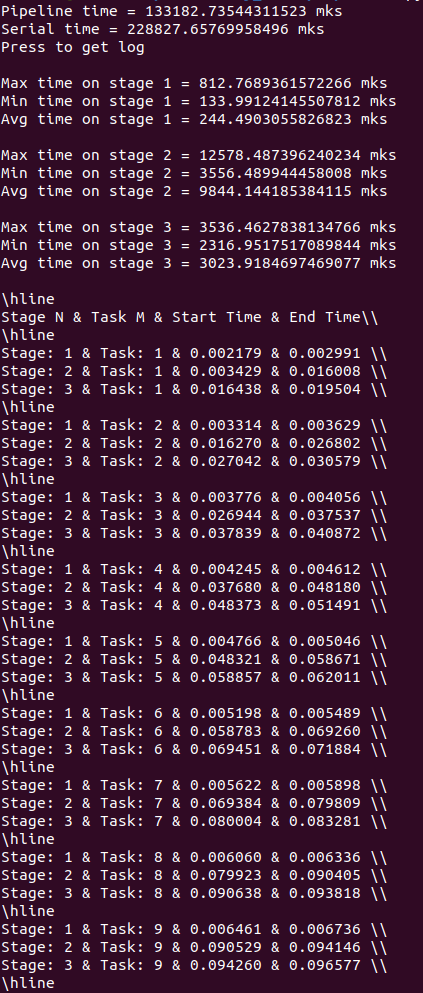 Pipeline time = 133182.73544311523 mks
Serial time = 228827.65769958496 mks
Press to get log
Max time on stage 1 = 812.7689361572266 mks
Min time on stage 1 = 133.99124145507812 mks
Avg time on stage 1 = 244.4903055826823 mks
Max time on stage 2 = 12578.487396240234 mks
Min time on stage 2 = 3556.489944458008 mks
Avg time on stage 2 = 9844.144185384115 mks
Max time on stage 3 = 3536.4627838134766 mks
Min time on stage 3 = 2316.9517517089844 mks
Avg time on stage 3 = 3023.9184697469077 mks
\hline
Stage N & Task M & Start Time & End Time\\
\hline
Stage: 1 & Task: 1 & 0.002179 & 0.002991 \\
Stage: 2 & Task: 1 & 0.003429 & 0.016008 \\
Stage: 3 & Task: 1 & 0.016438 & 0.019504 \\
\hline
Stage: 1 & Task: 2 & 0.003314 & 0.003629 \\
Stage: 2 & Task: 2 & 0.016270 & 0.026802 \\
Stage: 3 & Task: 2 & 0.027042 & 0.030579 \\
\hline
Stage: 1 & Task: 3 & 0.003776 & 0.004056 \\
Stage: 2 & Task: 3 & 0.026944 & 0.037537 \\
Stage: 3 & Task: 3 & 0.037839 & 0.040872 \\
\hline
Stage: 1 & Task: 4 & 0.004245 & 0.004612 \\
Stage: 2 & Task: 4 & 0.037680 & 0.048180 \\
Stage: 3 & Task: 4 & 0.048373 & 0.051491 \\
\hline
Stage: 1 & Task: 5 & 0.004766 & 0.005046 \\
Stage: 2 & Task: 5 & 0.048321 & 0.058671 \\
Stage: 3 & Task: 5 & 0.058857 & 0.062011 \\
\hline
Stage: 1 & Task: 6 & 0.005198 & 0.005489 \\
Stage: 2 & Task: 6 & 0.058783 & 0.069260 \\
Stage: 3 & Task: 6 & 0.069451 & 0.071884 \\
\hline
Stage: 1 & Task: 7 & 0.005622 & 0.005898 \\
Stage: 2 & Task: 7 & 0.069384 & 0.079809 \\
Stage: 3 & Task: 7 & 0.080004 & 0.083281 \\
\hline
Stage: 1 & Task: 8 & 0.006060 & 0.006336 \\
Stage: 2 & Task: 8 & 0.079923 & 0.090405 \\
Stage: 3 & Task: 8 & 0.090638 & 0.093818 \\
\hline
Stage: 1 & Task: 9 & 0.006461 & 0.006736 \\
Stage: 2 & Task: 9 & 0.090529 & 0.094146 \\
Stage: 3 & Task: 9 & 0.094260 & 0.096577 \\
\hline